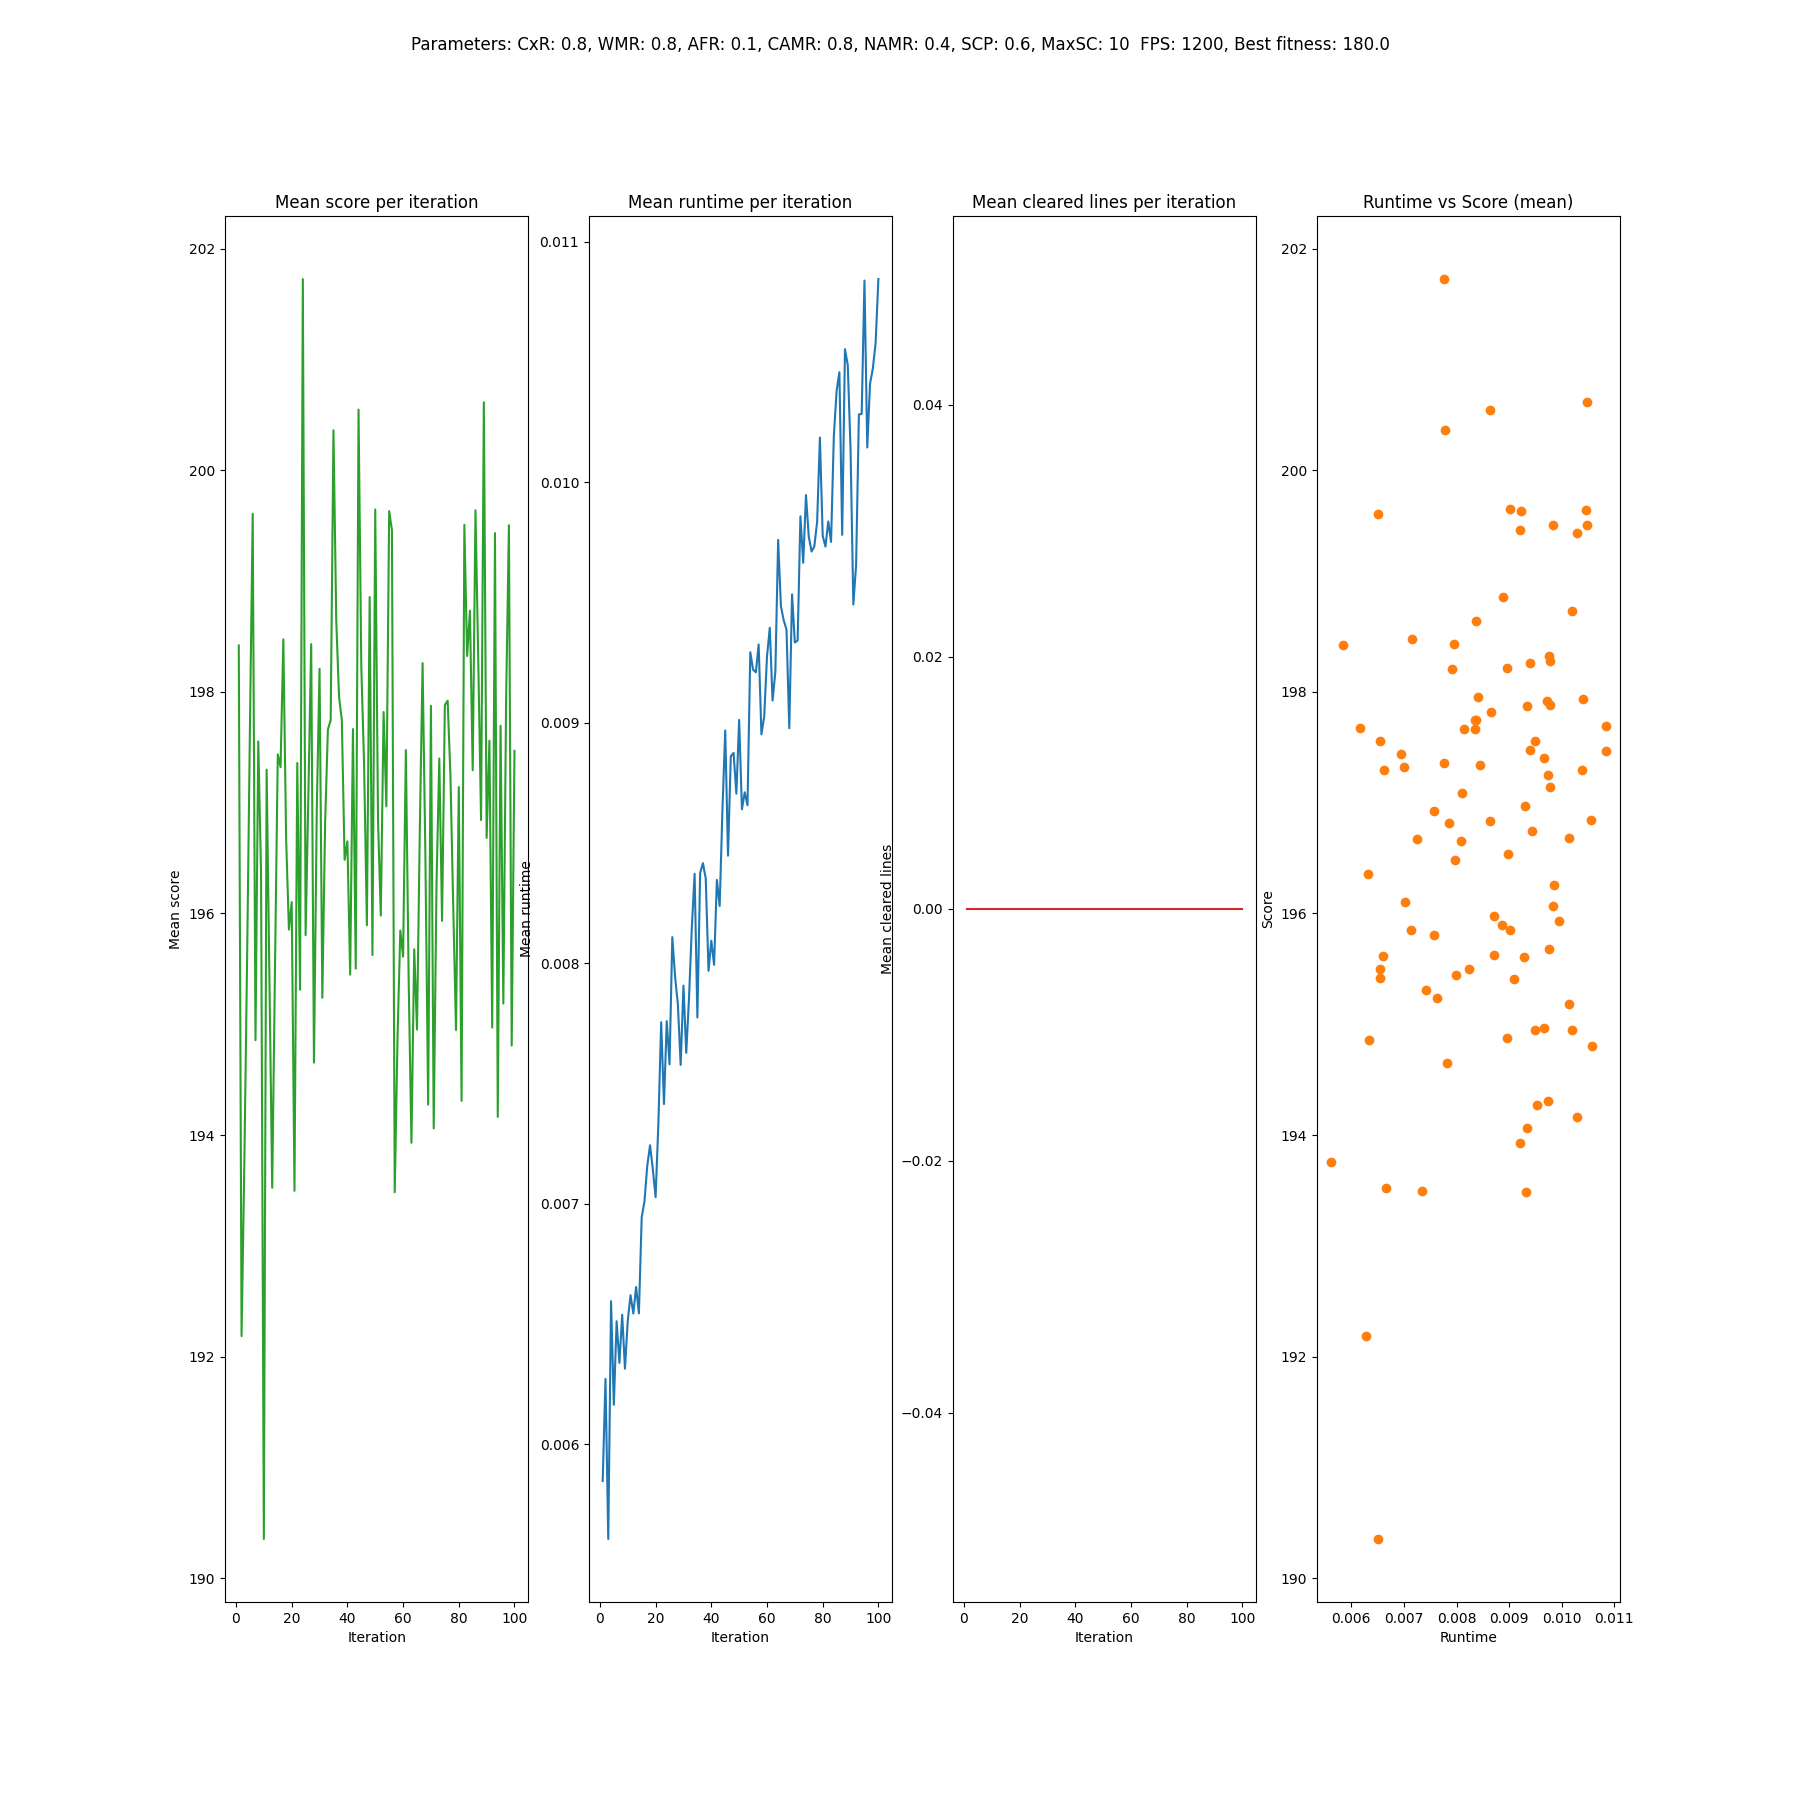 Parameters: CxR: 0.8, WMR: 0.8, AFR: 0.1, CAMR: 0.8, NAMR: 0.4, SCP: 0.6, MaxSC: 10  FPS: 1200, Best fitness: 180.0
Mean score per iteration
202
200
198
196
194
192
190
Mean score
0 20 40 60 80 100
Iteration
Mean runtime per iteration
0.011
0.010
0.009
0.008
0.007
0.006
Mean runtime
0 20 40 60 80 100
Iteration
Mean cleared lines per iteration
0.04
0.02
0.00
−0.02
−0.04
Mean cleared lines
0 20 40 60 80 100
Iteration
Runtime vs Score (mean)
202
200
198
196
194
192
190
Score
0.006 0.007 0.008 0.009 0.010 0.011
Runtime